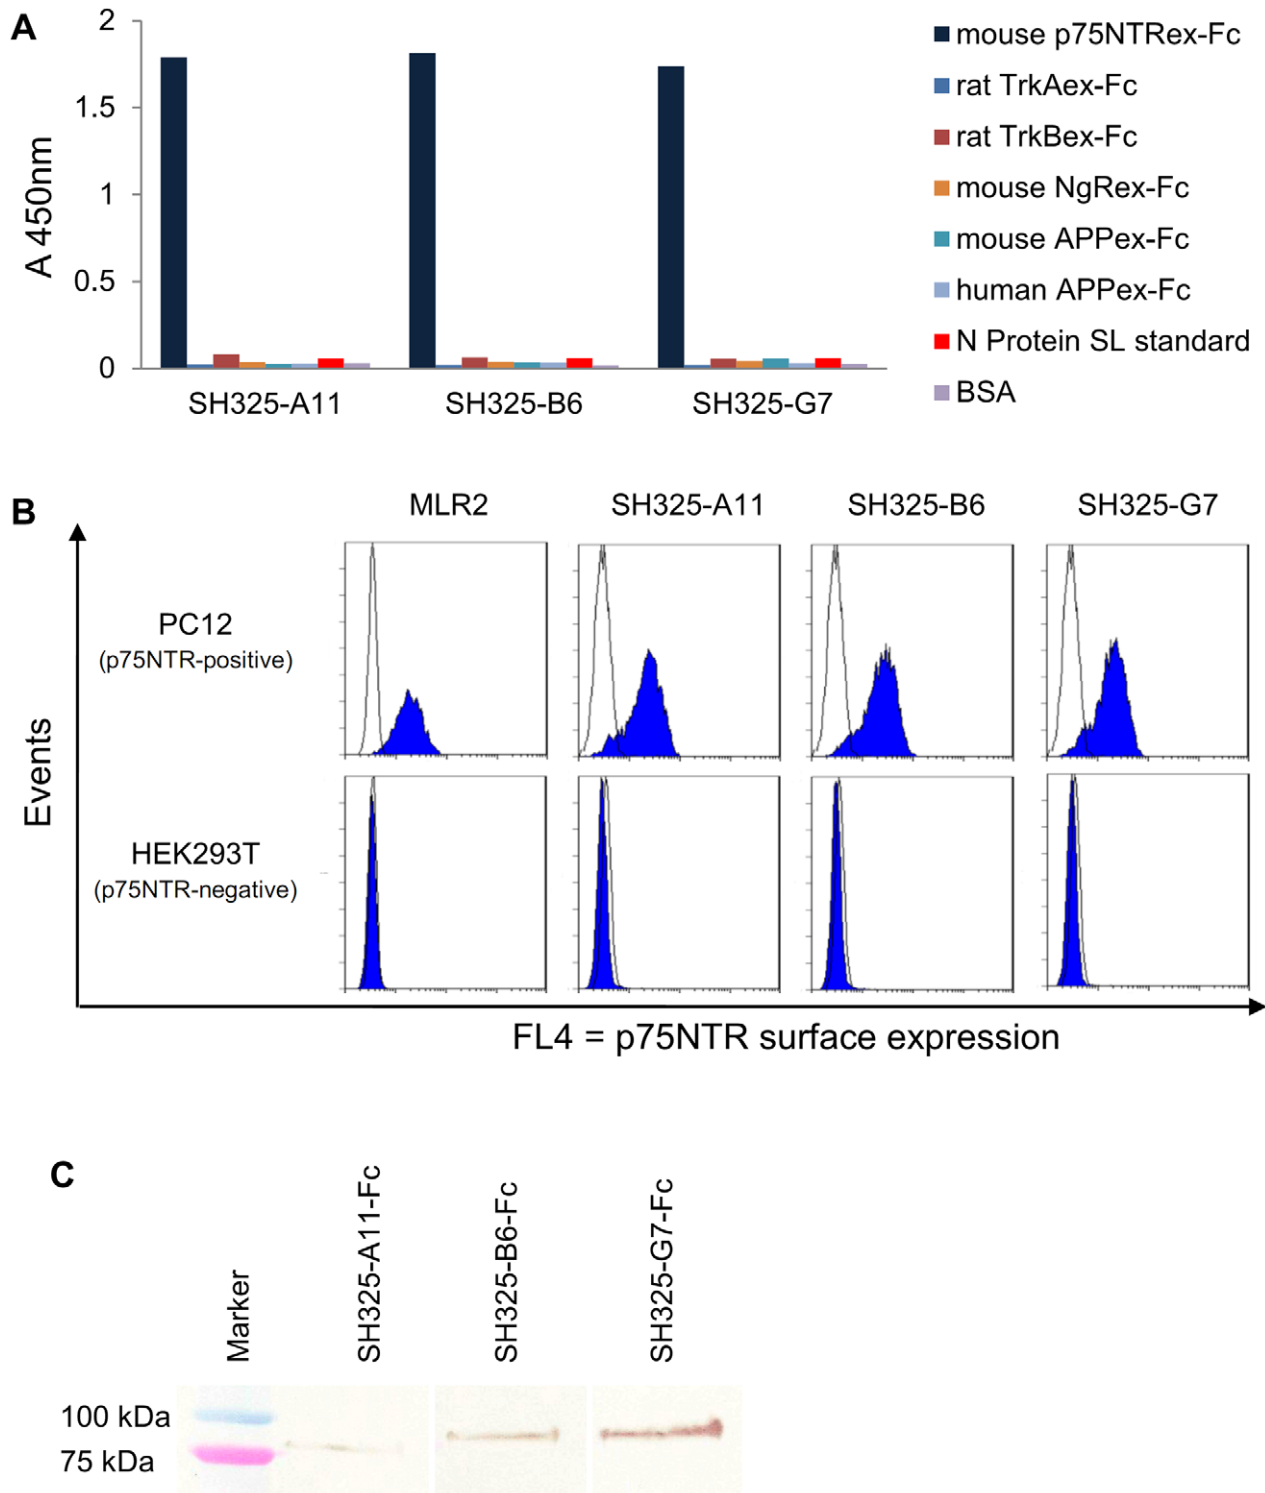 A
2
1.5
1
0.5
0
A 450nm
SH325-A11
SH325-B6
SH325-G7
mouse p75NTRex-Fc
rat TrkAex-Fc
rat TrkBex-Fc
mouse NgRex-Fc
mouse APPex-Fc
human APPex-Fc
N Protein SL standard
BSA
B
MLR2
SH325-A11
SH325-B6
SH325-G7
PC12
(p75NTR-positive)
HEK293T
(p75NTR-negative)
Events
FL4 = p75NTR surface expression
C
Marker
SH325-A11-Fc
SH325-B6-Fc
SH325-G7-Fc
100 kDa
75 kDa